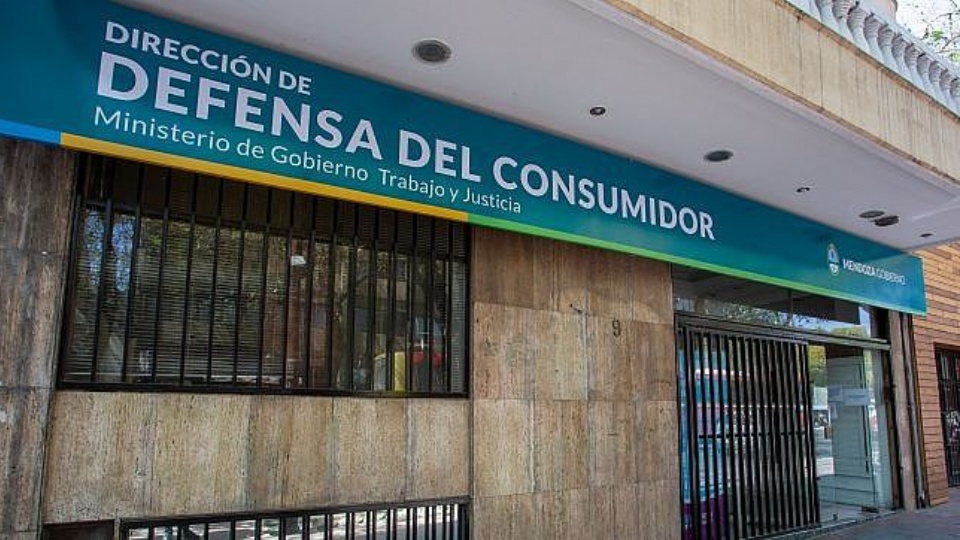 DIRECCIÓN DE
DEFENSA DEL CONSUMIDOR
Ministerio de Gobierno Trabajo y Justicia
MENDOZA GOBIERNO
9